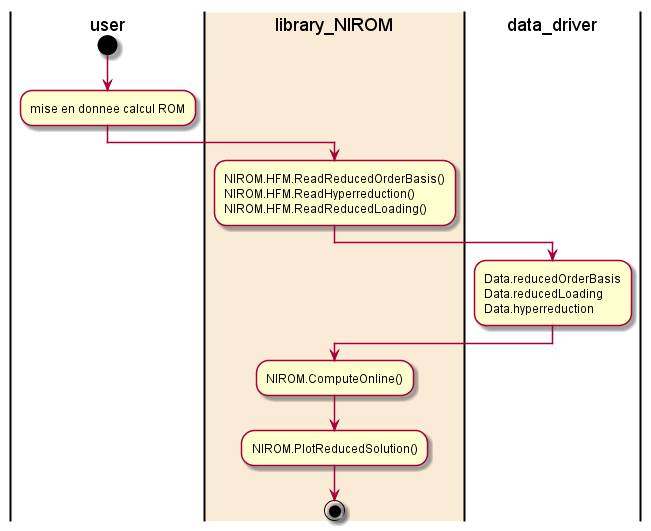 user
library_NIROM
data_driver
mise en donnee calcul ROM
NIROM.HFM.ReadReducedOrderBasis()
NIROM.HFM.ReadHyperreduction()
NIROM.HFM.ReadReducedLoading()
Data.reducedOrderBasis
Data.reducedLoading
Data.hyperreduction
NIROM.ComputeOnline()
NIROM.PlotReducedSolution()